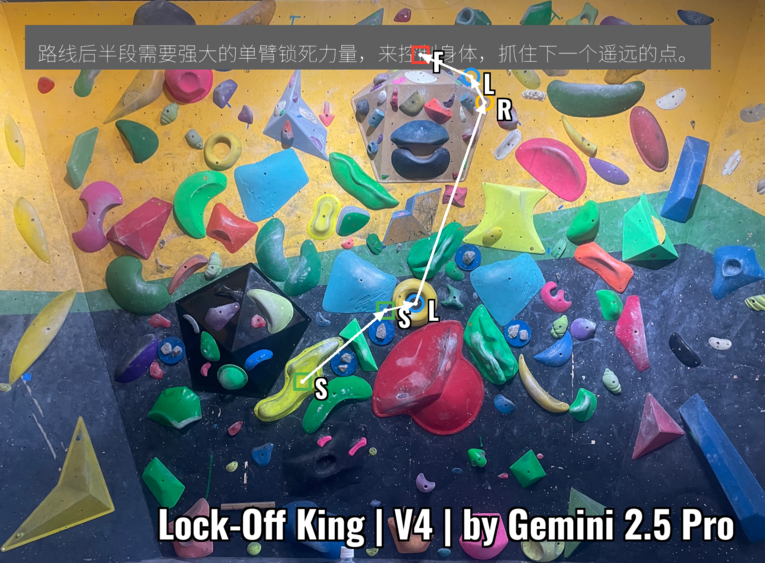 路线后半段需要强大的单臂锁死力量，来控制身体，抓住下一个遥远的点。
F
L
R
S
L
S
Lock-Off King | V4 | by Gemini 2.5 Pro